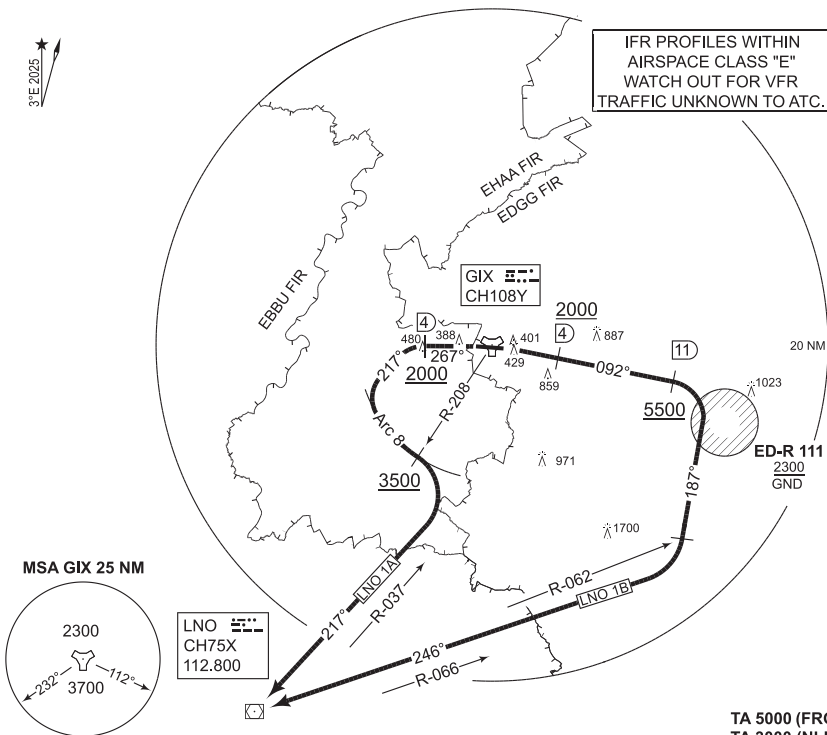 IFR PROFILES WITHIN
AIRSPACE CLASS "E"
WATCH OUT FOR VFR
TRAFFIC UNKNOWN TO ATC.
3°E 2025
EHAA FIR
EDGG FIR
EBBU FIR
GIX
CH108Y
2000
4
480
388
401
4
887
267°
429
11
20 NM
217°
2000
859
092°
1023
R-208
5500
Arc 8
ED-R 111
2300
GND
971
3500
187°
1700
MSA GIX 25 NM
LNO 1A
R-062
LNO 1B
R-037
2300
LNO
CH75X
112.800
217°
246°
R-066
232°
112°
3700
TA 5000 (FRG